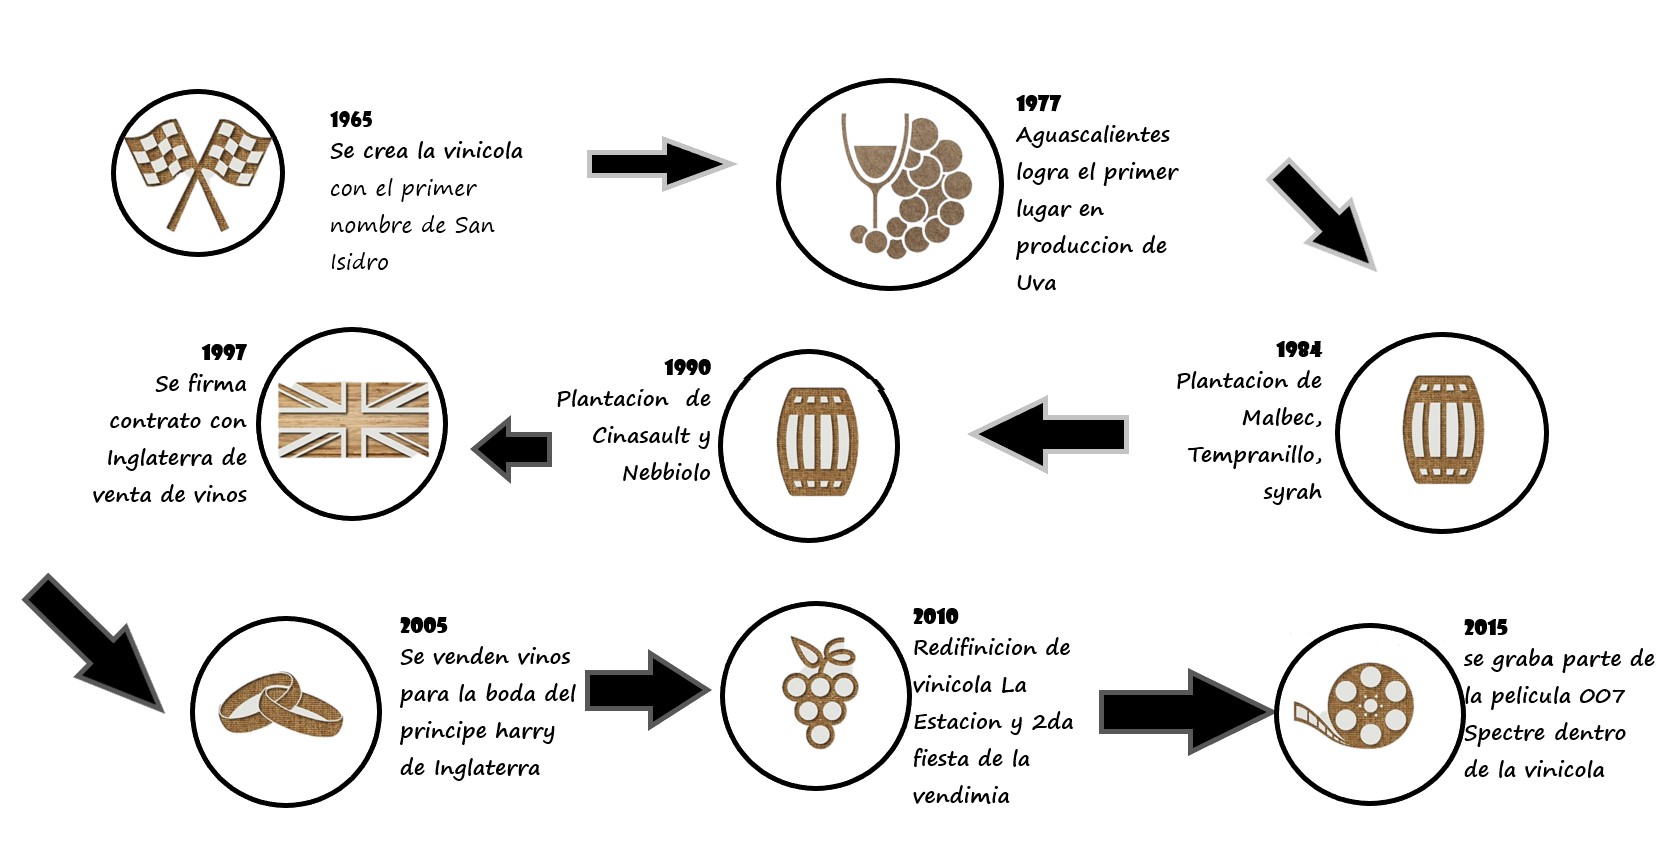 1965
Se crea la vinicola
con el primer
nombre de San
Isidro
1977
Aguascalientes
logra el primer
lugar en
produccion de
Uva
1984
Plantacion de
Malbec,
Tempranillo,
syrah
1990
Plantacion de
Cinasault y
Nebbiolo
1997
Se firma
contrato con
Inglaterra de
venta de vinos
2005
Se venden vinos
para la boda del
principe harry
de Inglaterra
2010
Redifinicion de
vinicola La
Estacion y 2da
fiesta de la
vendimia
2015
se graba parte de
la pelicula 007
Spectre dentro
de la vinicola